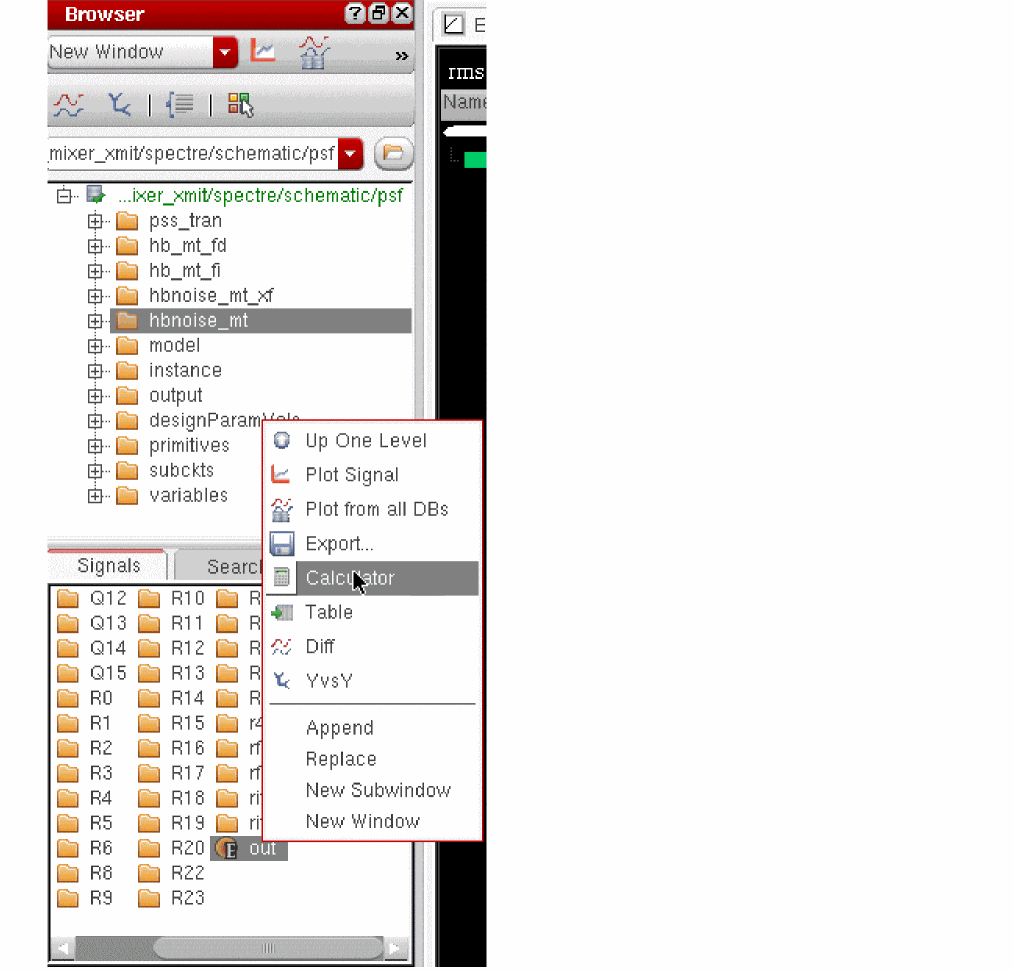 Browser
New Window
»
mixer_xmit/spectre/schematic/psf
...ixer_xmit/spectre/schematic/psf
pss_tran
hb_mt_fd
hb_mt_fi
hbnoise_mt_xf
hbnoise_mt
model
instance
output
designParamVals
primitives
subckts
variables
Signals Searc
Q12 R10 R
Q13 R11 R
Q14 R12 R
Q15 R13 R
R0 R14 R
R1 R15 r4
R2 R16 rf
R3 R17 rf
R4 R18 ri
R5 R19 ri
R6 R20 out
R8 R22
R9 R23
Up One Level
Plot Signal
Plot from all DBs
Export...
Calculator
Table
Diff
YvsY
Append
Replace
New Subwindow
New Window
E
rms
Name